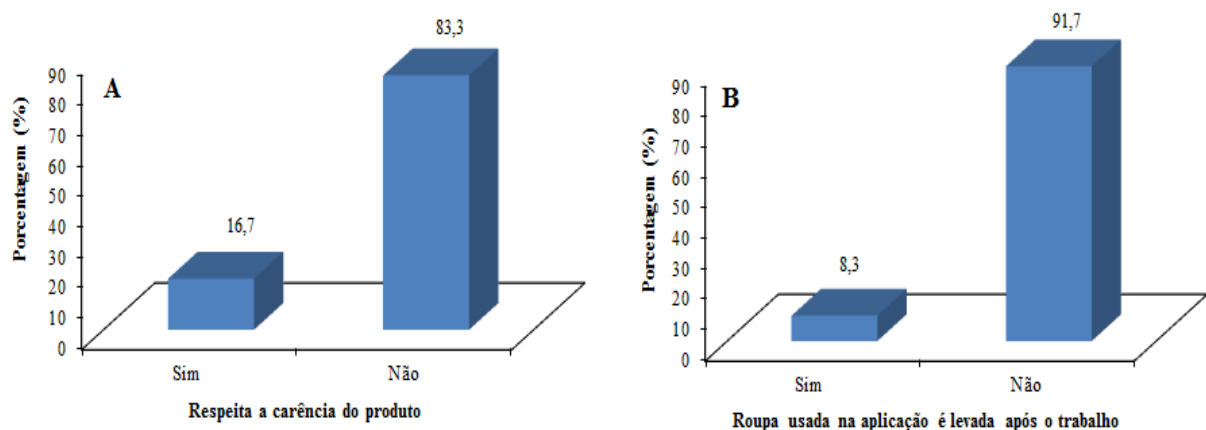 A
Porcentagem (%)
90
80
70
60
50
40
30
20
10
0
16,7
83,3
Sim
Não
Respeita a carência do produto
B
Porcentagem (%)
90
80
70
60
50
40
30
20
10
0
8,3
91,7
Sim
Não
Roupa usada na aplicação é levada após o trabalho